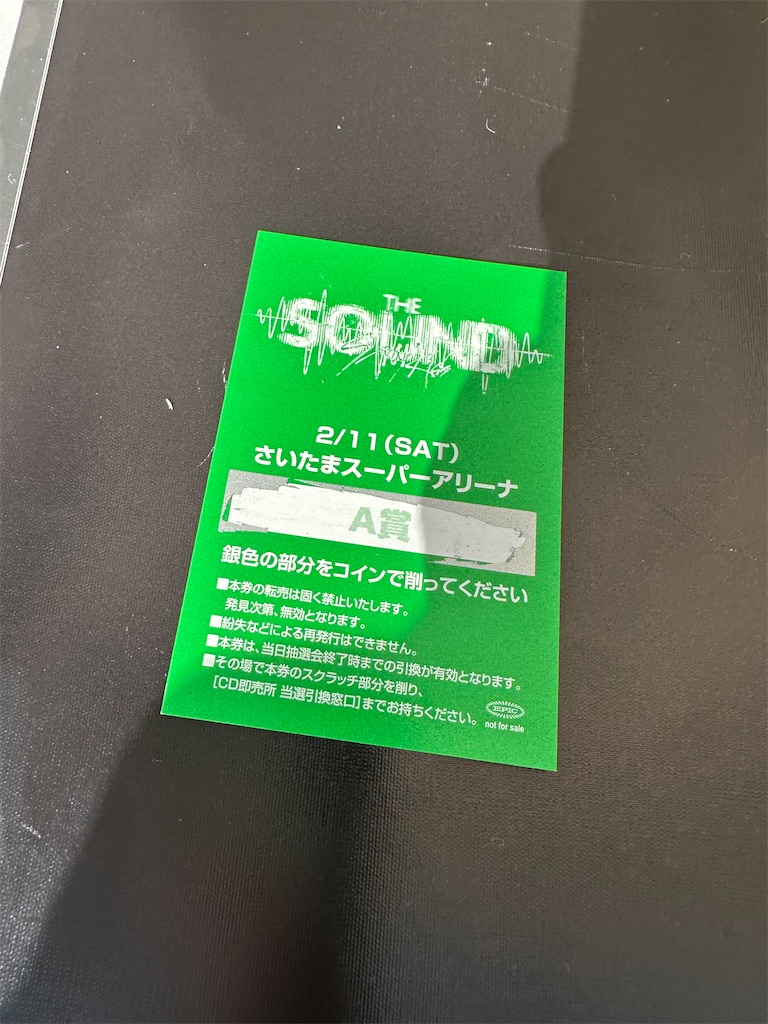 THE
SOUND
Stray Kids
2/11(SAT)
さいたまスーパーアリーナ
A賞
銀色の部分をコインで削ってください
■本券の転売は固く禁止いたします。
発見次第、無効となります。
■紛失などによる再発行はできません。
■本券は、当日抽選会終了時までの引換が有効となります。
■その場で本券のスクラッチ部分を削り、
[CD即売所 当選引換窓口]までお持ちください。
EPIC
not for sale